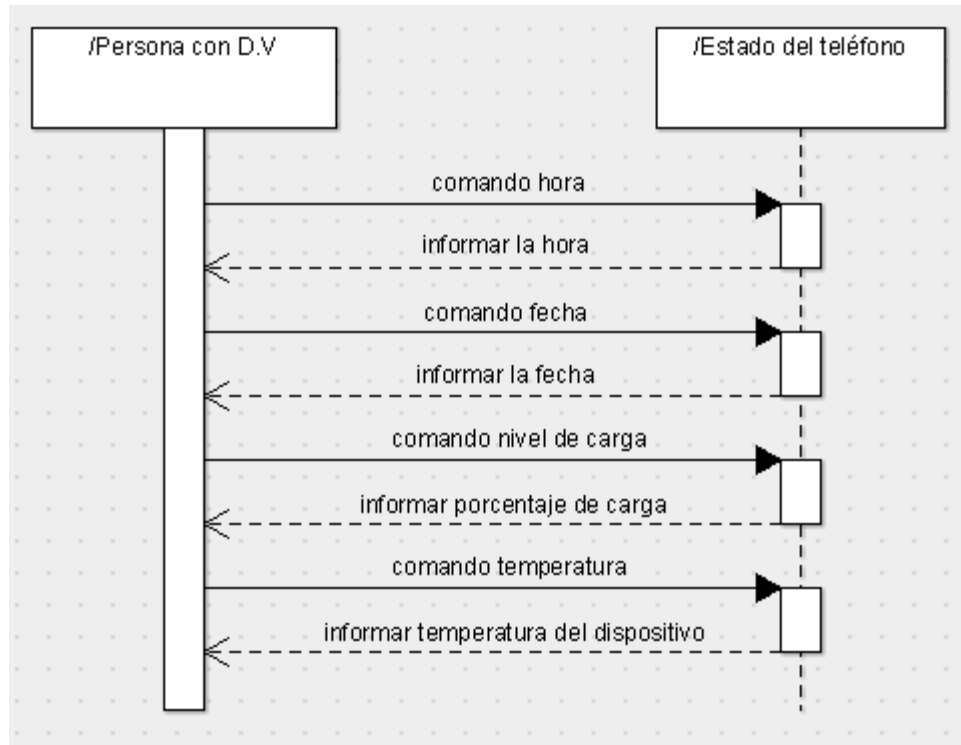 /Persona con D.V
/Estado del teléfono
comando hora
informar la hora
comando fecha
informar la fecha
comando nivel de carga
informar porcentaje de carga
comando temperatura
informar temperatura del dispositivo